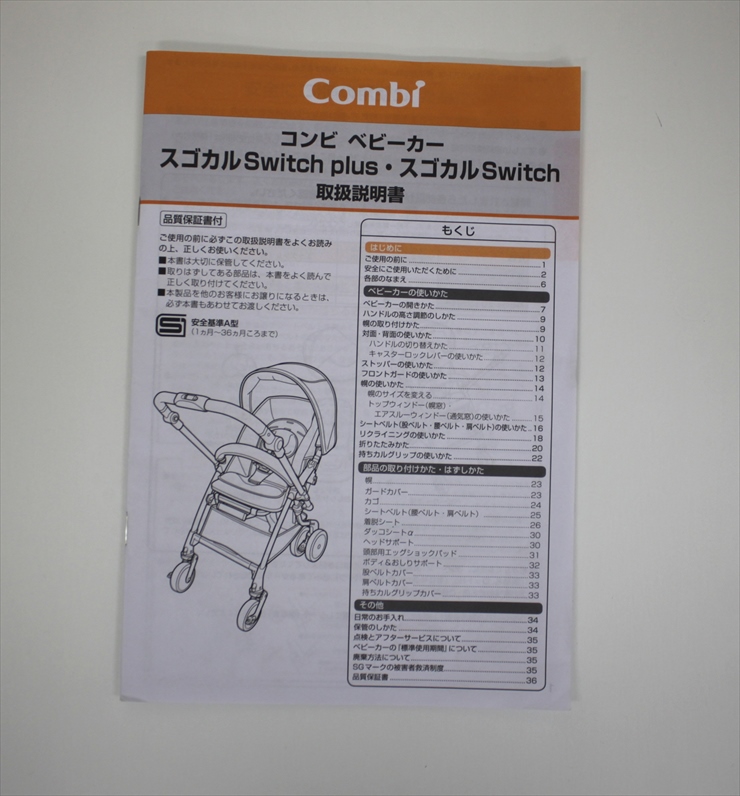 Combi
コンビ ベビーカー
スゴカルSwitch plus・スゴカルSwitch
取扱説明書
品質保証書付
ご使用の前に必ずこの取扱説明書をよくお読み
の上、正しくお使いください。
■本書は大切に保管してください。
■取りはずしてある部品は、本書をよく読んで
正しく取り付けてください。
■本製品を他のお客様にお譲りになるときは、
必ず本書もあわせてお渡しください。
安全基準A型
(1ヵ月〜36ヵ月ころまで)
もくじ
はじめに
ご使用の前に 1
安全にご使用いただくために 2
各部のなまえ 6
ベビーカーの使いかた
ベビーカーの開きかた 7
ハンドルの高さ調節のしかた 9
幌の取り付けかた 9
対面・背面の使いかた 10
ハンドルの切り替えかた 11
キャスターロックレバーの使いかた 12
ストッパーの使いかた 12
フロントガードの使いかた 13
幌の使いかた 14
幌のサイズを変える 14
トップウィンドー(幌窓)・
エアスルーウィンドー(通気窓)の使いかた 15
シートベルト(股ベルト・腰ベルト・肩ベルト)の使いかた 16
リクライニングの使いかた 18
折りたたみかた 20
持ちカルグリップの使いかた 22
部品の取り付けかた・はずしかた
幌 23
ガードカバー 23
カゴ 24
シートベルト(腰ベルト・肩ベルト) 25
着脱シート 26
ダッコシートα 30
ヘッドサポート 30
頭部用エッグショックパッド 31
ボディ&おしりサポート 32
股ベルトカバー 33
肩ベルトカバー 33
持ちカルグリップカバー 33
その他
日常のお手入れ 34
保管のしかた 34
点検とアフターサービスについて 35
ベビーカーの「標準使用期間」について 35
廃棄方法について 35
SGマークの被害者救済制度 35
品質保証書 36